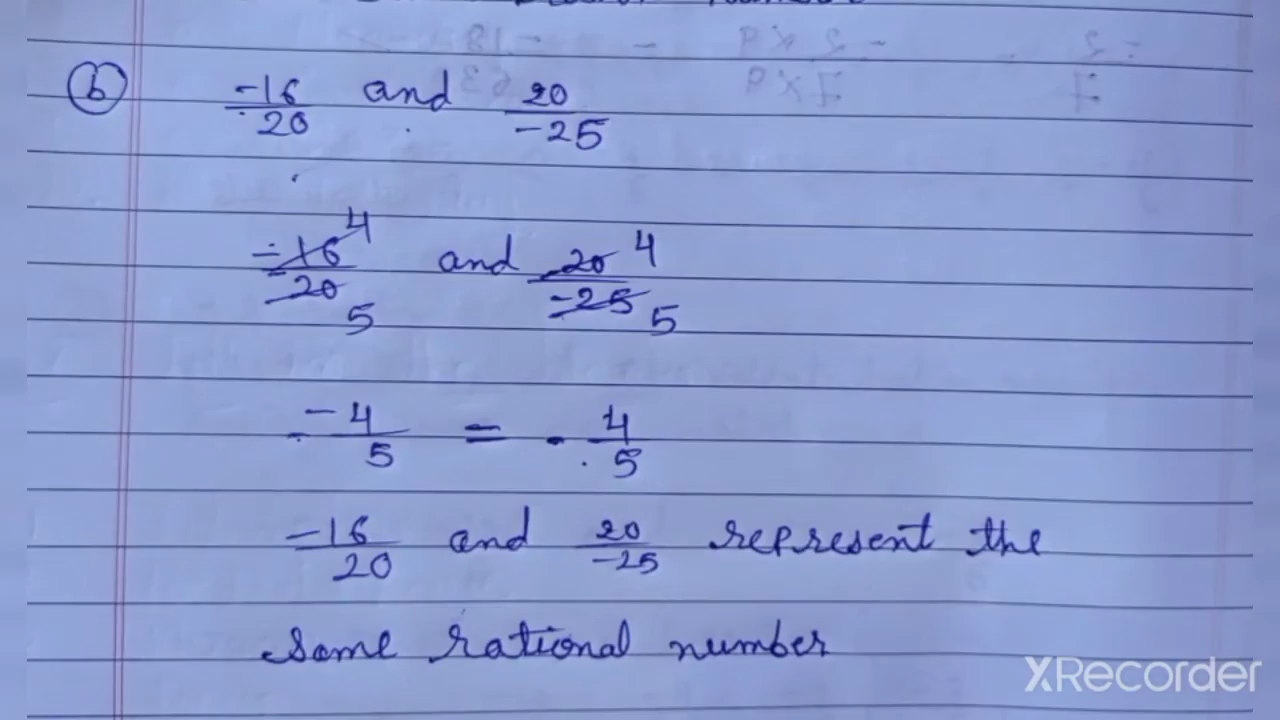 (b) -16/20 and 20/-25
-16/20 4 5 and 20/-25 4 5
-4/5 = -4/5
-16/20 and 20/-25 represent the
same rational number
XRecorder